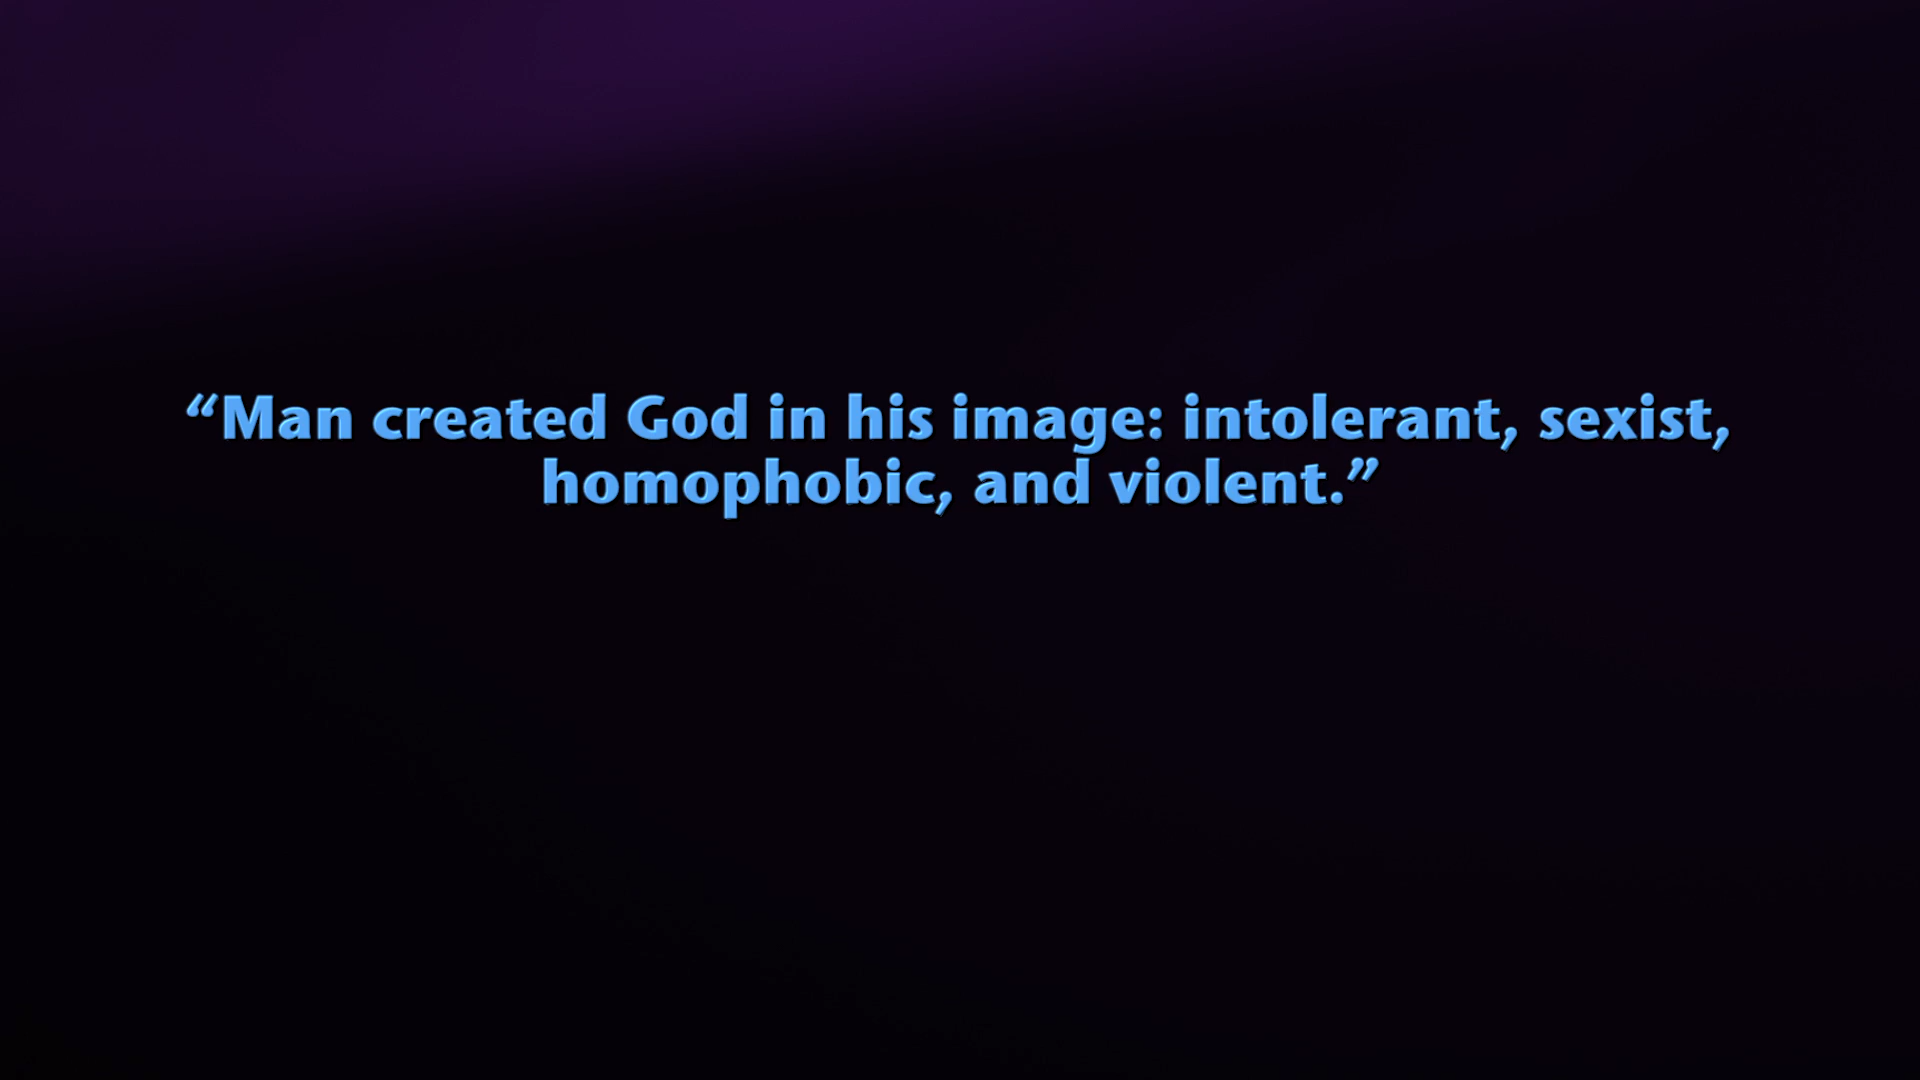 “Man created God in his image: intolerant, sexist,
homophobic, and violent.”